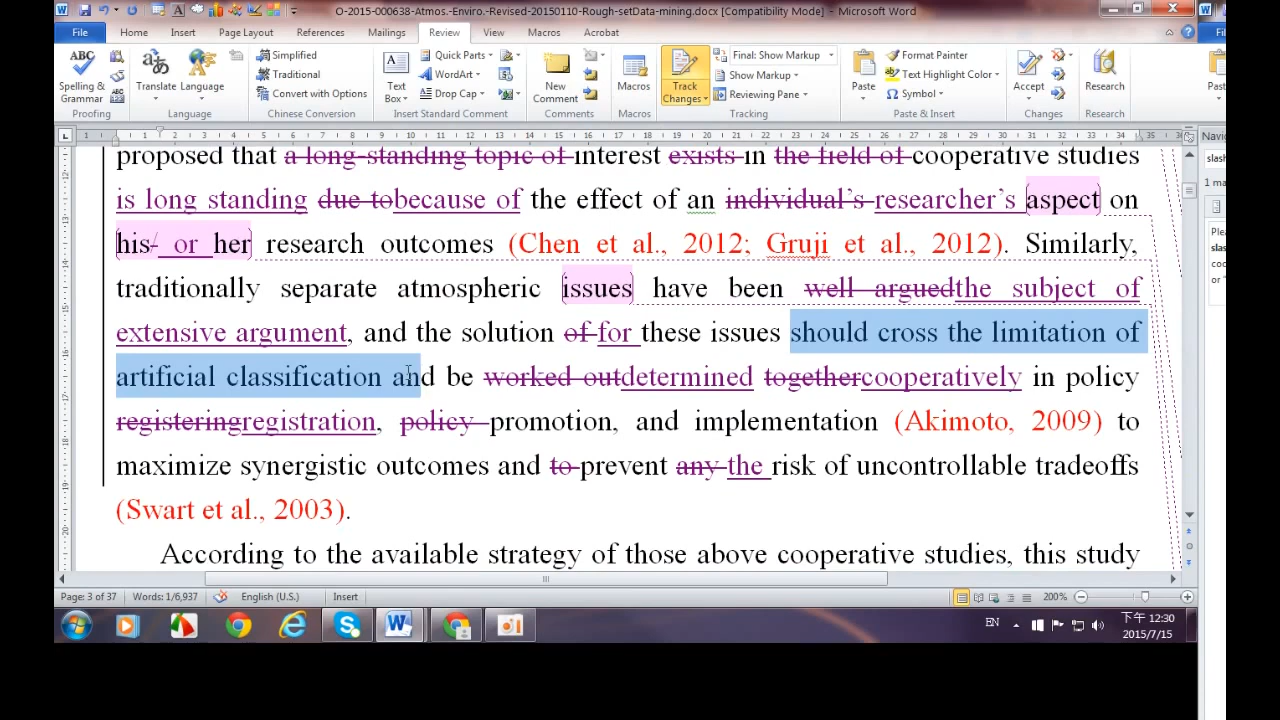 O-2015-000638-Atmos.-Enviro.-Revised-20150110-Rough-setData-mining.docx [Compatibility Mode] - Microsoft Word
File Home Insert Page Layout References Mailings Review View Macros Acrobat
ABC Spelling & Grammar Translate Language Simplified Traditional Convert with Options Text Box Quick Parts WordArt Drop Cap New Comment Macros Track Changes Final: Show Markup Show Markup Reviewing Pane Paste Format Painter Text Highlight Color Symbol Accept Research
Proofing Language Chinese Conversion Insert Standard Comment Comments Macros Tracking Paste & Insert Changes Research
proposed that a long-standing topic of interest exists in the field of cooperative studies
is long standing due tobecause of the effect of an individual's researcher's aspect on
his/ or her research outcomes (Chen et al., 2012; Gruji et al., 2012). Similarly,
traditionally separate atmospheric issues have been well arguedthe subject of
extensive argument, and the solution of for these issues should cross the limitation of
artificial classification and be worked outdetermined togethercooperatively in policy
registeringregistration, policy promotion, and implementation (Akimoto, 2009) to
maximize synergistic outcomes and to prevent any the risk of uncontrollable tradeoffs
(Swart et al., 2003).
According to the available strategy of those above cooperative studies, this study
Page: 3 of 37 Words: 1/6,937 English (U.S.) Insert 200%
EN 下午 12:30
2015/7/15